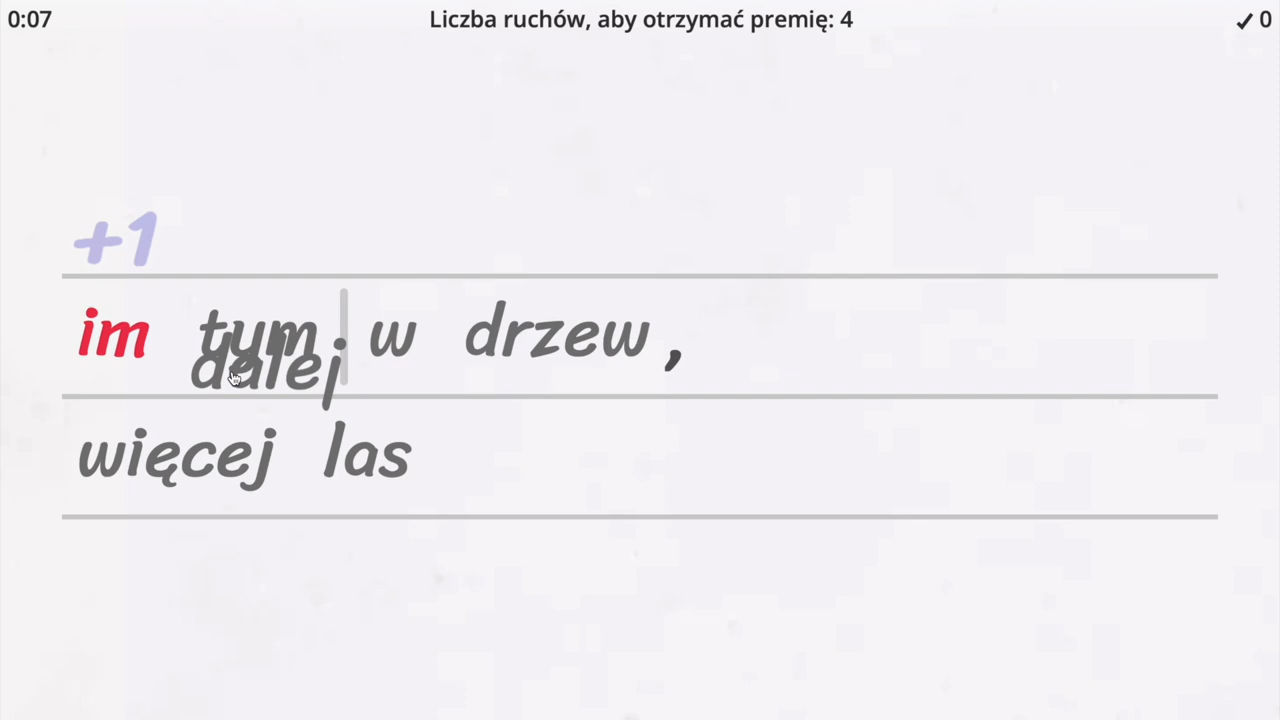 0:07 Liczba ruchów, aby otrzymać premię: 4 ✓ 0
+1
im tym w drzew ,
dalej
więcej las